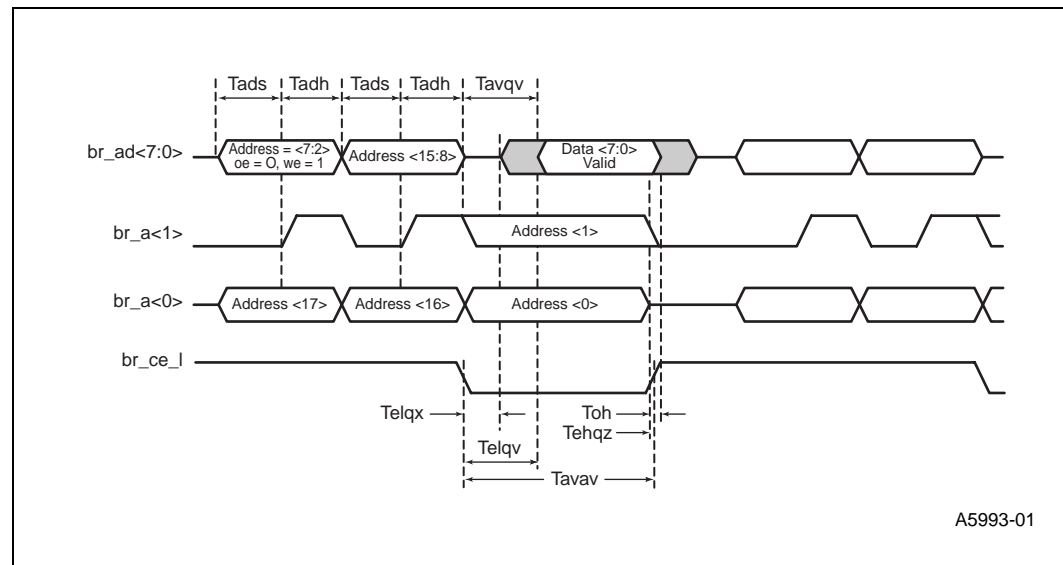 Tads Tadh Tads Tadh Tavqv
br_ad<7:0>
Address = <7:2>
oe = O, we = 1
Address <15:8>
Data <7:0>
Valid
br_a<1>
Address <1>
br_a<0>
Address <17>
Address <16>
Address <0>
br_ce_l
Telqx
Toh
Tehqz
Telqv
Tavav
A5993-01